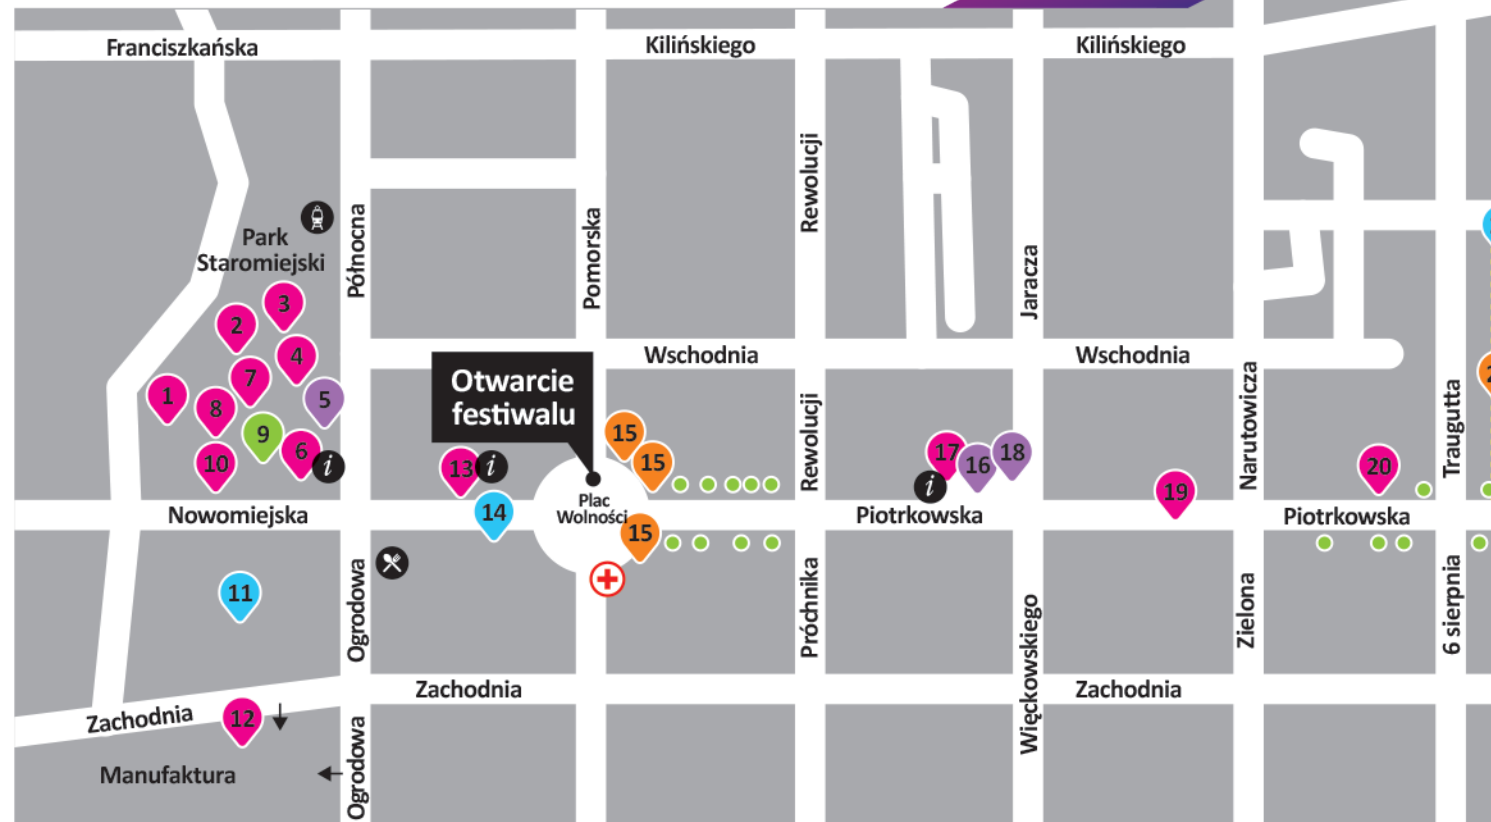 Franciszkańska
Kilińskiego
Kilińskiego
Rewolucji
Park
Staromiejski
Północna
Pomorska
Jaracza
3
2
4
7
1
8
5
9
6
10
i
Wschodnia
Wschodnia
Otwarcie
festiwalu
Narutowicza
Traugutta
Rewolucji
15
15
13
i
14
Plac
Wolności
15
17
16
18
i
19
20
Nowomiejska
Piotrkowska
Piotrkowska
11
Ogrodowa
Próchnika
Więckowskiego
Zielona
6 sierpnia
Zachodnia
12
Zachodnia
Zachodnia
Manufaktura
Ogrodowa